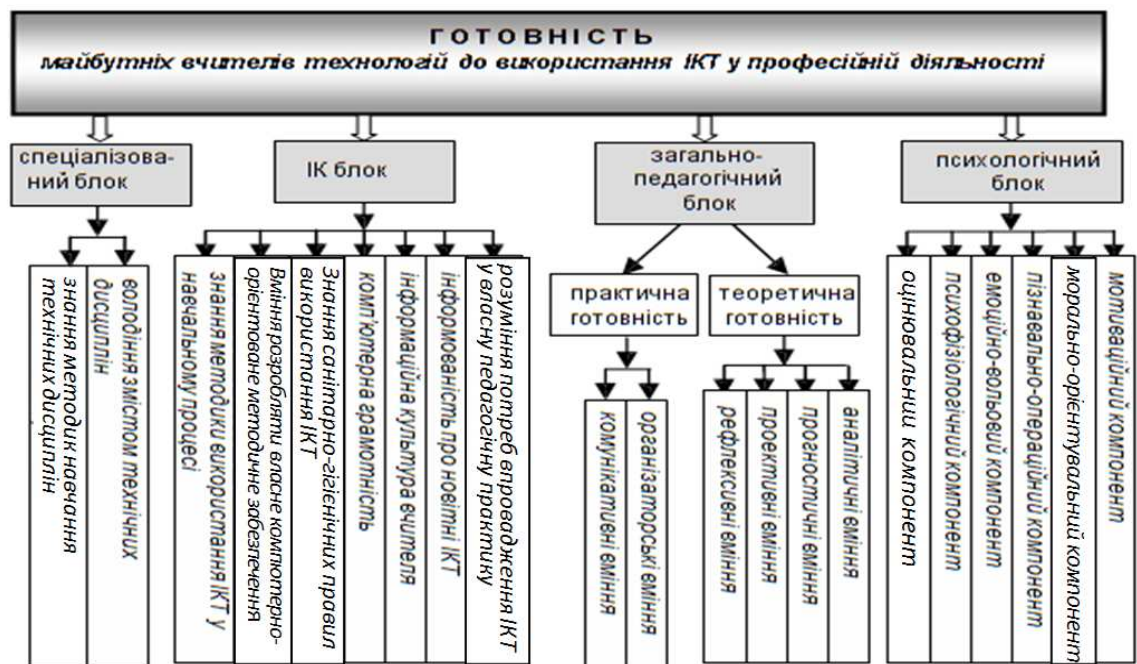 ГОТОВНІСТЬ
майбутніх вчителів технологій до використання ІКТ у професійній діяльності
спеціалізова-
ний блок
ІК блок
загально-
педагогічний
блок
психологічний
блок
знання методик навчання
технічних дисциплін
володіння змістом технічних
дисциплін
знання методики використання ІКТ у
навчальному процесі
Вміння розробляти власне компютерно-
орієнтоване методичне забезпечення
Знання санітарно-гігієнічних правил
використання ІКТ
комп'ютерна грамотність
інформаційна культура вчителя
інформованість про новітні ІКТ
розуміння потреб впровадження ІКТ
у власну педагогічну практику
практична
готовність
теоретична
готовність
комунікативні вміння
організаторські вміння
рефлексивні вміння
проективні вміння
прогностичні вміння
аналітичні вміння
оцінювальний компонент
психофізіологічний компонент
емоційно-вольовий компонент
пізнавально-операційний компонент
морально-орієнтувальний компонент
мотиваційний компонент